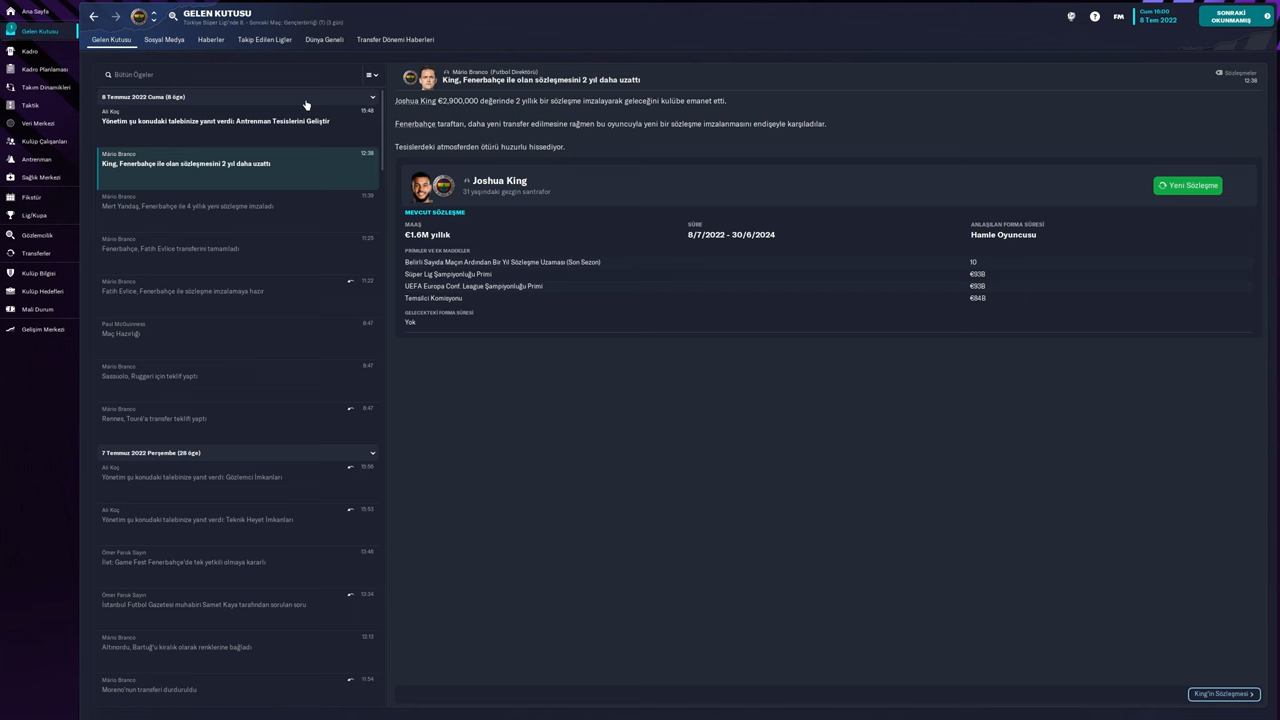 Ana Sayfa
1
Gelen Kutusu
Kadro
Kadro Planlaması
Takım Dinamikleri
Taktik
Veri Merkezi
Kulüp Çalışanları
Antrenman
Sağlık Merkezi
Fikstür
Lig/Kupa
Gözlemcilik
Transferler
Kulüp Bilgisi
Kulüp Hedefleri
Mali Durum
Gelişim Merkezi
GELEN KUTUSU
Türkiye Süper Ligi'nde 8. - Sonraki Maç: Gençlerbirliği (T) (3 gün)
FM
Cum 16:00
8 Tem 2022
SONRAKİ
OKUNMAMIŞ
Gelen Kutusu
Sosyal Medya
Haberler
Takip Edilen Ligler
Dünya Geneli
Transfer Dönemi Haberleri
Bütün Ögeler
8 Temmuz 2022 Cuma (8 öge)
Ali Koç 15:48
Yönetim şu konudaki talebinize yanıt verdi: Antrenman Tesislerini Geliştir
Mário Branco 12:38
King, Fenerbahçe ile olan sözleşmesini 2 yıl daha uzattı
Mário Branco 11:39
Mert Yandaş, Fenerbahçe ile 4 yıllık yeni sözleşme imzaladı
Mário Branco 11:25
Fenerbahçe, Fatih Evlice transferini tamamladı
Mário Branco 11:22
Fatih Evlice, Fenerbahçe ile sözleşme imzalamaya hazır
Paul McGuinness 8:47
Maç Hazırlığı
Mário Branco 8:47
Sassuolo, Ruggeri için teklif yaptı
Mário Branco 8:47
Rennes, Touré'a transfer teklifi yaptı
7 Temmuz 2022 Perşembe (28 öge)
Ali Koç 15:56
Yönetim şu konudaki talebinize yanıt verdi: Gözlemci İmkanları
Ali Koç 15:53
Yönetim şu konudaki talebinize yanıt verdi: Teknik Heyet İmkanları
Ömer Faruk Sayın 13:46
İlet: Game Fest Fenerbahçe'de tek yetkili olmaya kararlı
Ömer Faruk Sayın 13:34
İstanbul Futbol Gazetesi muhabiri Samet Kaya tarafından sorulan soru
Mário Branco 12:13
Altınordu, Bartuğ'u kiralık olarak renklerine bağladı
Mário Branco 11:54
Moreno'nun transferi durduruldu
Mário Branco (Futbol Direktörü)
King, Fenerbahçe ile olan sözleşmesini 2 yıl daha uzattı
Sözleşmeler
12:38
Joshua King €2,900,000 değerinde 2 yıllık bir sözleşme imzalayarak geleceğini kulübe emanet etti.
Fenerbahçe taraftarı, daha yeni transfer edilmesine rağmen bu oyuncuyla yeni bir sözleşme imzalanmasını endişeyle karşıladılar.
Tesislerdeki atmosferden ötürü huzurlu hissediyor.
Joshua King
31 yaşındaki gezgin santrafor
Yeni Sözleşme
MEVCUT SÖZLEŞME
MAAŞ SÜRE ANLAŞILAN FORMA SÜRESİ
€1.6M yıllık 8/7/2022 - 30/6/2024 Hamle Oyuncusu
PRİMLER VE EK MADDELER
Belirli Sayıda Maçın Ardından Bir Yıl Sözleşme Uzaması (Son Sezon) 10
Süper Lig Şampiyonluğu Primi €93B
UEFA Europa Conf. League Şampiyonluğu Primi €93B
Temsilci Komisyonu €84B
GELECEKTEKİ FORMA SÜRESİ
Yok
King'in Sözleşmesi